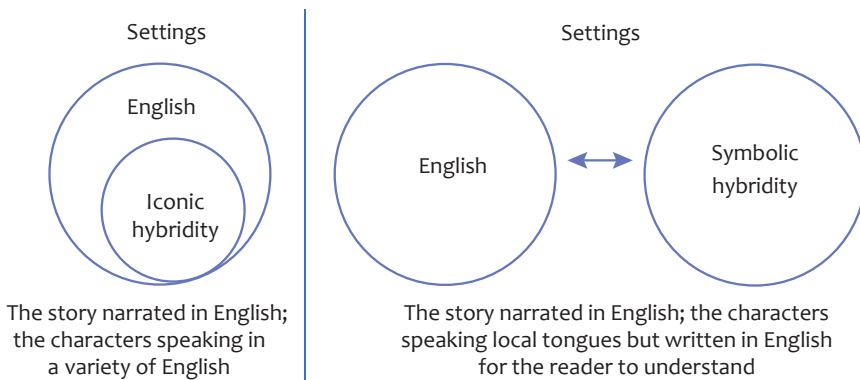 Settings
English
Iconic
hybridity
The story narrated in English;
the characters speaking in
a variety of English
Settings
English
Symbolic
hybridity
The story narrated in English; the characters
speaking local tongues but written in English
for the reader to understand